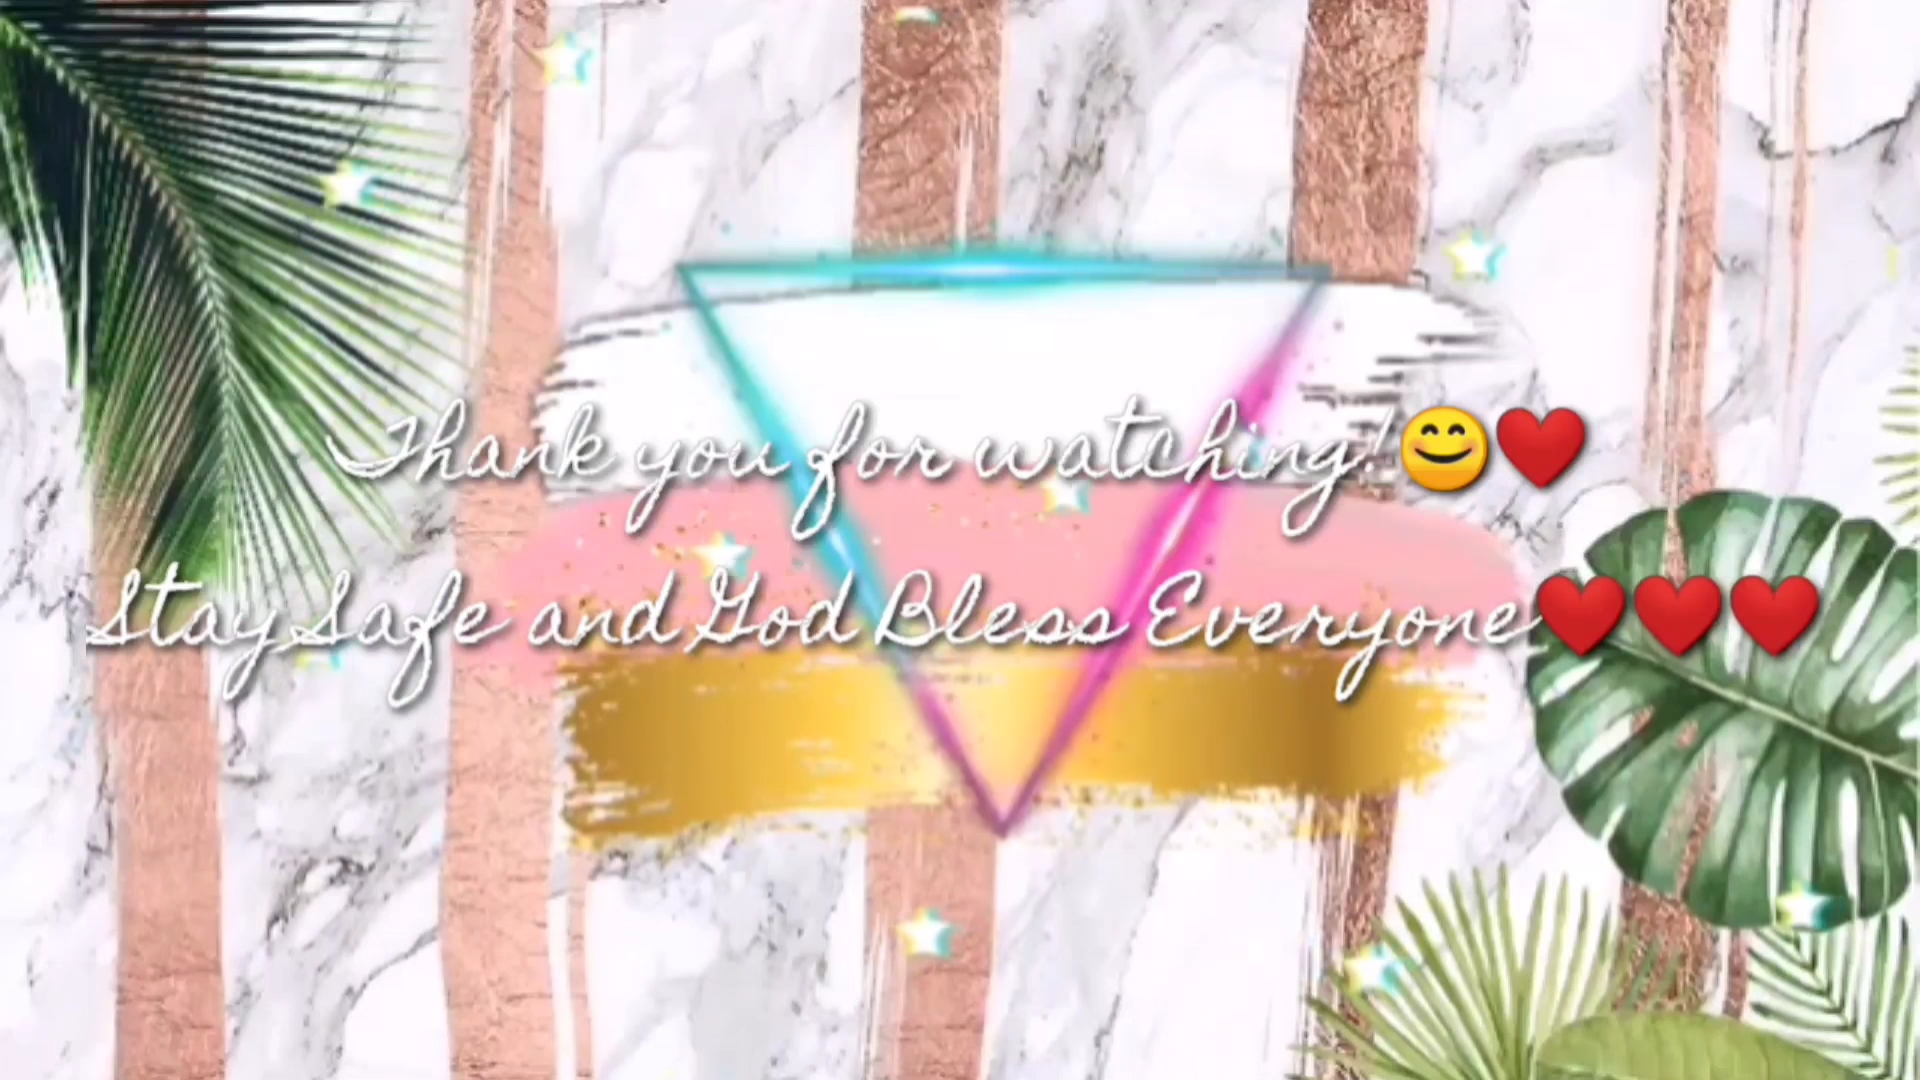 Thank you for watching!😊❤️
Stay Safe and God Bless Everyone❤️❤️❤️